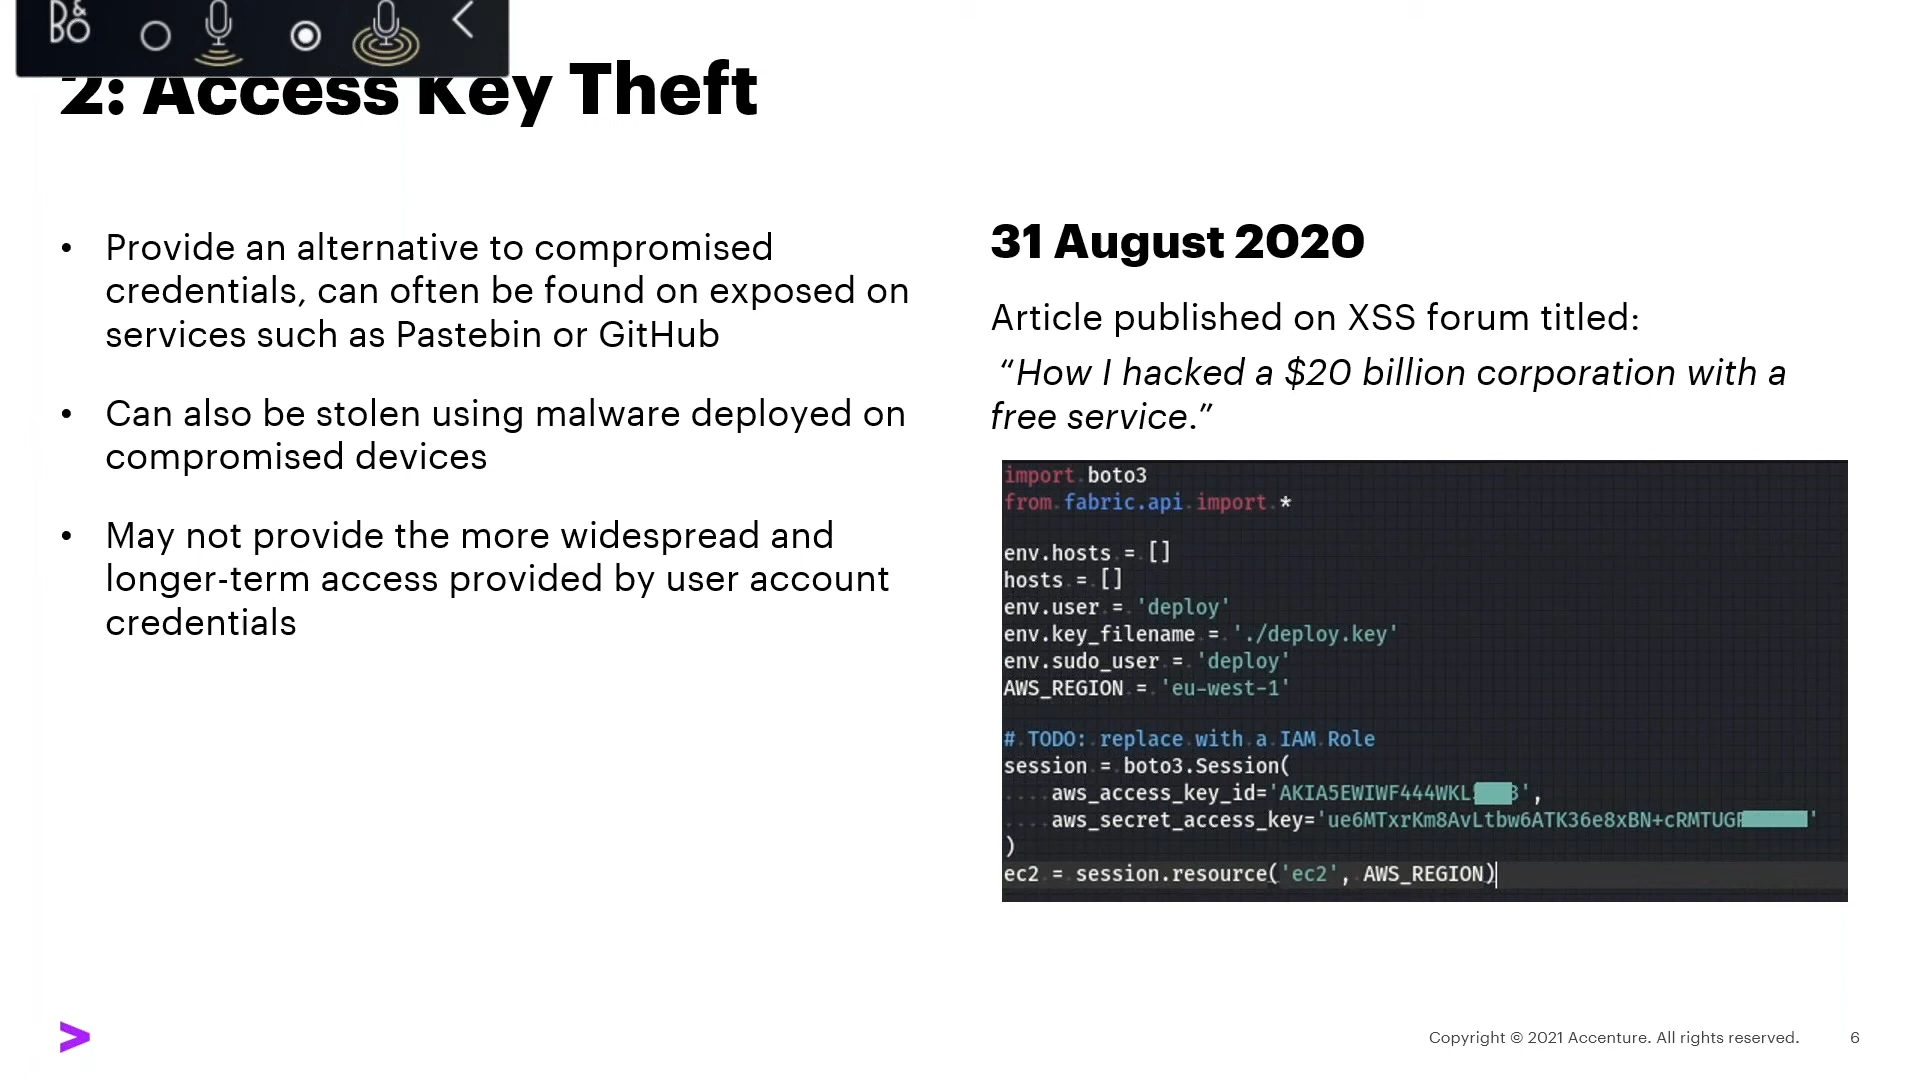 B&O
2: Access Key Theft
• Provide an alternative to compromised
credentials, can often be found on exposed on
services such as Pastebin or GitHub
• Can also be stolen using malware deployed on
compromised devices
• May not provide the more widespread and
longer-term access provided by user account
credentials
31 August 2020
Article published on XSS forum titled:
“How I hacked a $20 billion corporation with a
free service.”
import boto3
from fabric.api import *
env.hosts = []
hosts = []
env.user = 'deploy'
env.key_filename = './deploy.key'
env.sudo_user = 'deploy'
AWS_REGION = 'eu-west-1'
# TODO: replace with a IAM Role
session = boto3.Session(
aws_access_key_id='AKIA5EWIWF444WKL 3',
aws_secret_access_key='ue6MTxrKm8AvLtbw6ATK36e8xBN+cRMTUG '
)
ec2 = session.resource('ec2', AWS_REGION)
Copyright © 2021 Accenture. All rights reserved. 6